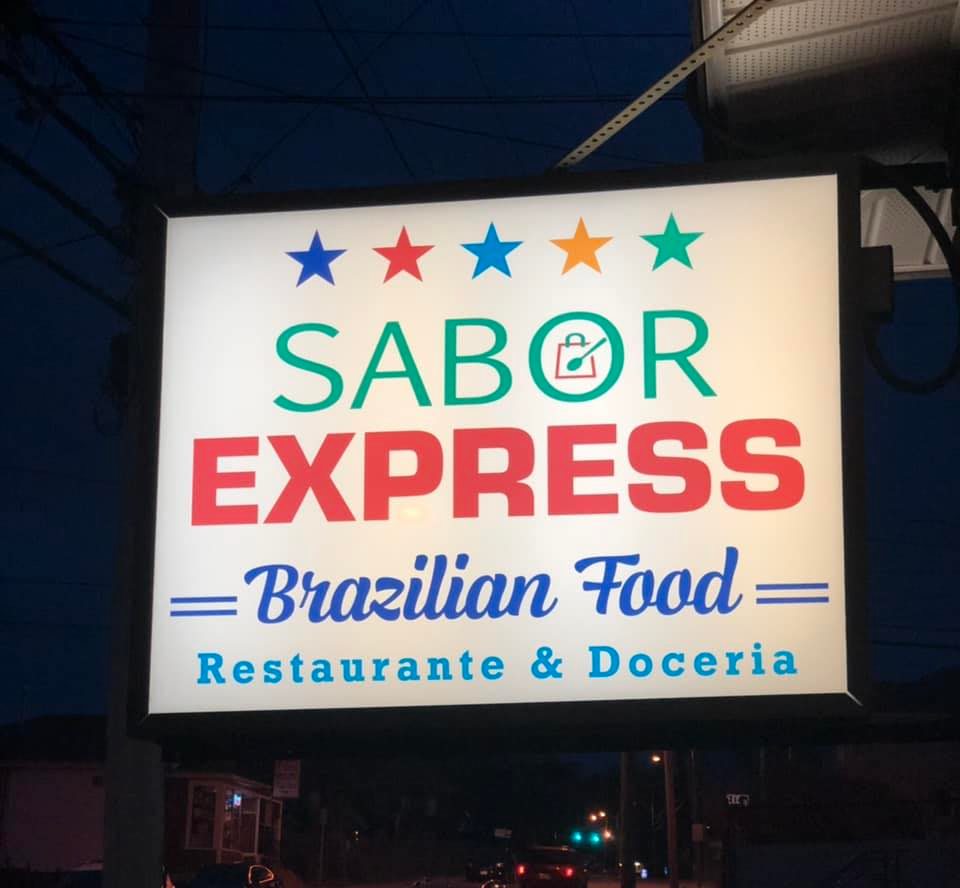 SABOR
EXPRESS
Brazilian Food
Restaurante & Doceria